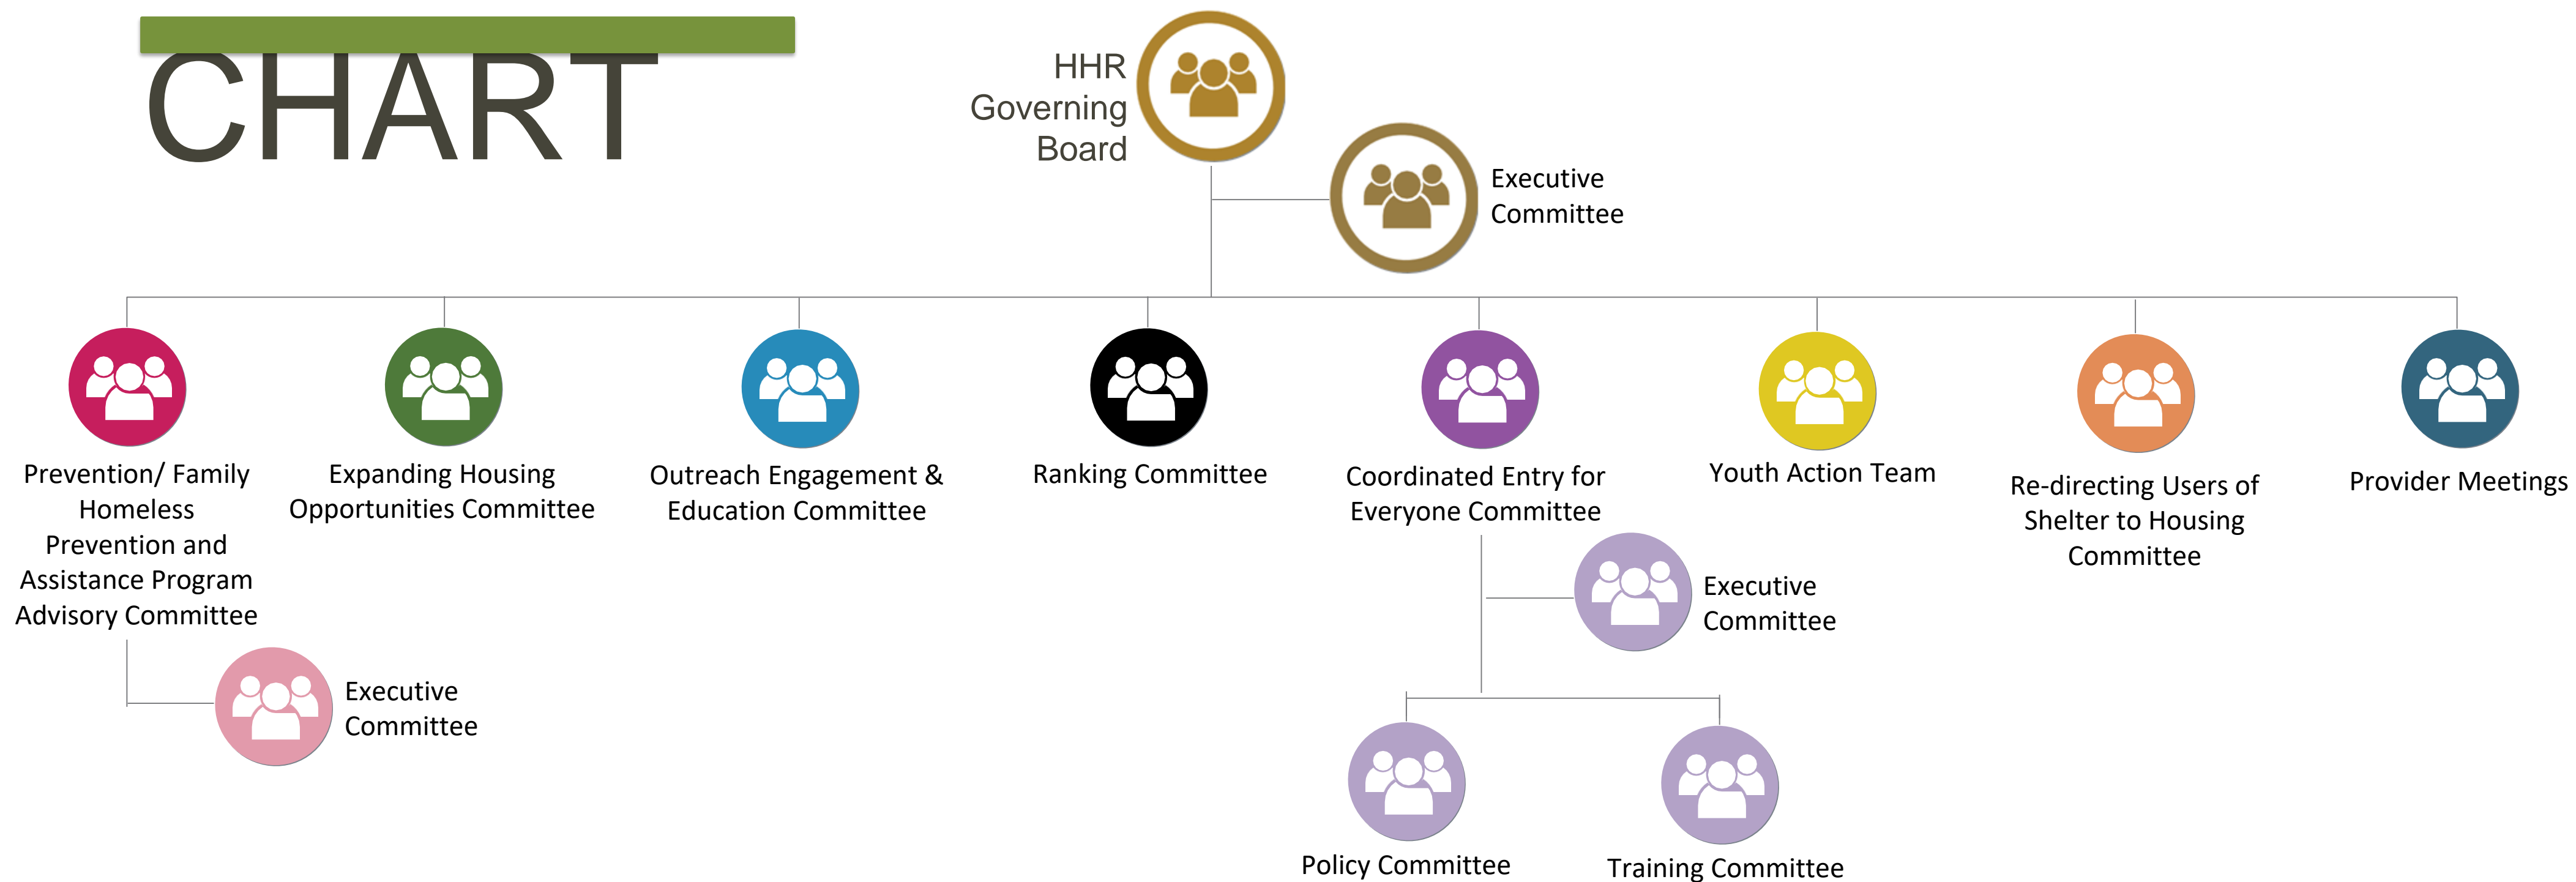 CHART
HHR
Governing
Board
Executive
Committee
Prevention/ Family
Homeless
Prevention and
Assistance Program
Advisory Committee
Expanding Housing
Opportunities Committee
Outreach Engagement &
Education Committee
Ranking Committee
Coordinated Entry for
Everyone Committee
Youth Action Team
Re-directing Users of
Shelter to Housing
Committee
Provider Meetings
Executive
Committee
Executive
Committee
Policy Committee
Training Committee